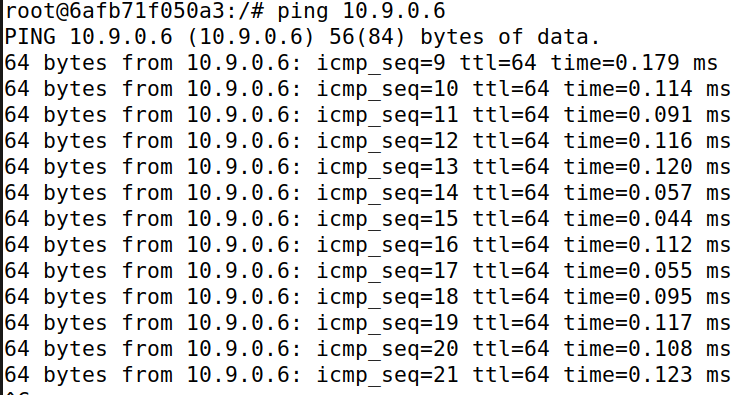 root@6afb71f050a3:/# ping 10.9.0.6
PING 10.9.0.6 (10.9.0.6) 56(84) bytes of data.
64 bytes from 10.9.0.6: icmp_seq=9 ttl=64 time=0.179 ms
64 bytes from 10.9.0.6: icmp_seq=10 ttl=64 time=0.114 ms
64 bytes from 10.9.0.6: icmp_seq=11 ttl=64 time=0.091 ms
64 bytes from 10.9.0.6: icmp_seq=12 ttl=64 time=0.116 ms
64 bytes from 10.9.0.6: icmp_seq=13 ttl=64 time=0.120 ms
64 bytes from 10.9.0.6: icmp_seq=14 ttl=64 time=0.057 ms
64 bytes from 10.9.0.6: icmp_seq=15 ttl=64 time=0.044 ms
64 bytes from 10.9.0.6: icmp_seq=16 ttl=64 time=0.112 ms
64 bytes from 10.9.0.6: icmp_seq=17 ttl=64 time=0.055 ms
64 bytes from 10.9.0.6: icmp_seq=18 ttl=64 time=0.095 ms
64 bytes from 10.9.0.6: icmp_seq=19 ttl=64 time=0.117 ms
64 bytes from 10.9.0.6: icmp_seq=20 ttl=64 time=0.108 ms
64 bytes from 10.9.0.6: icmp_seq=21 ttl=64 time=0.123 ms